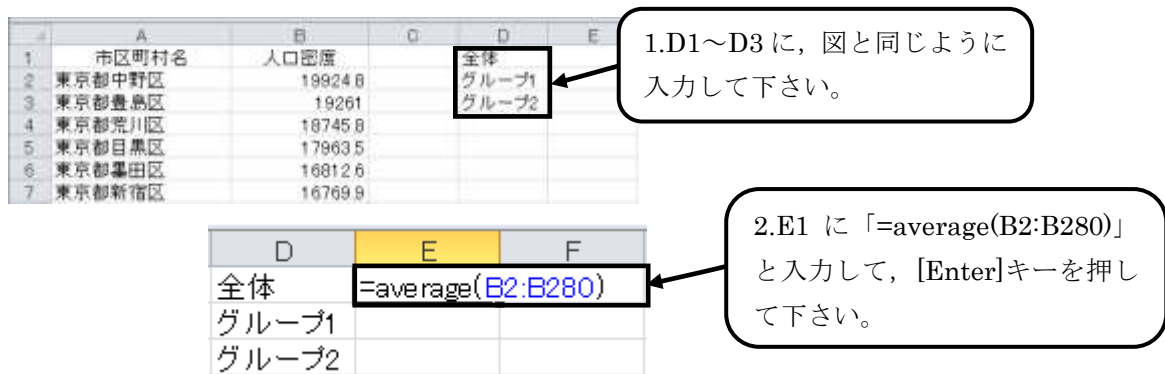 A B C D E
1 市区町村名 人口密度 全体
2 東京都中野区 19924.8 グループ1
3 東京都豊島区 19261 グループ2
4 東京都荒川区 18745.8
5 東京都目黒区 17963.5
6 東京都墨田区 16812.6
7 東京都新宿区 16769.9
1.D1～D3 に，図と同じように
入力して下さい。
D E F
全体 =average(B2:B280)
グループ1
グループ2
2.E1 に「=average(B2:B280)」
と入力して，[Enter]キーを押し
て下さい。